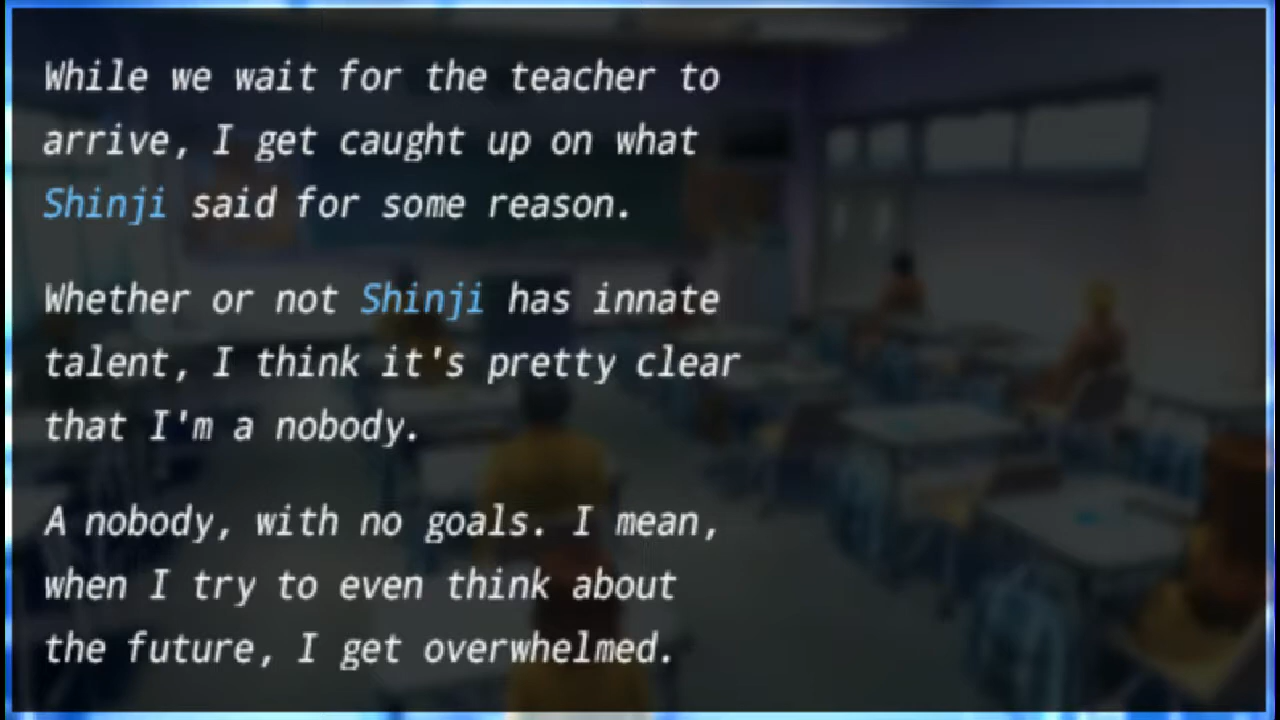 While we wait for the teacher to
arrive, I get caught up on what
Shinji said for some reason.
Whether or not Shinji has innate
talent, I think it's pretty clear
that I'm a nobody.
A nobody, with no goals. I mean,
when I try to even think about
the future, I get overwhelmed.